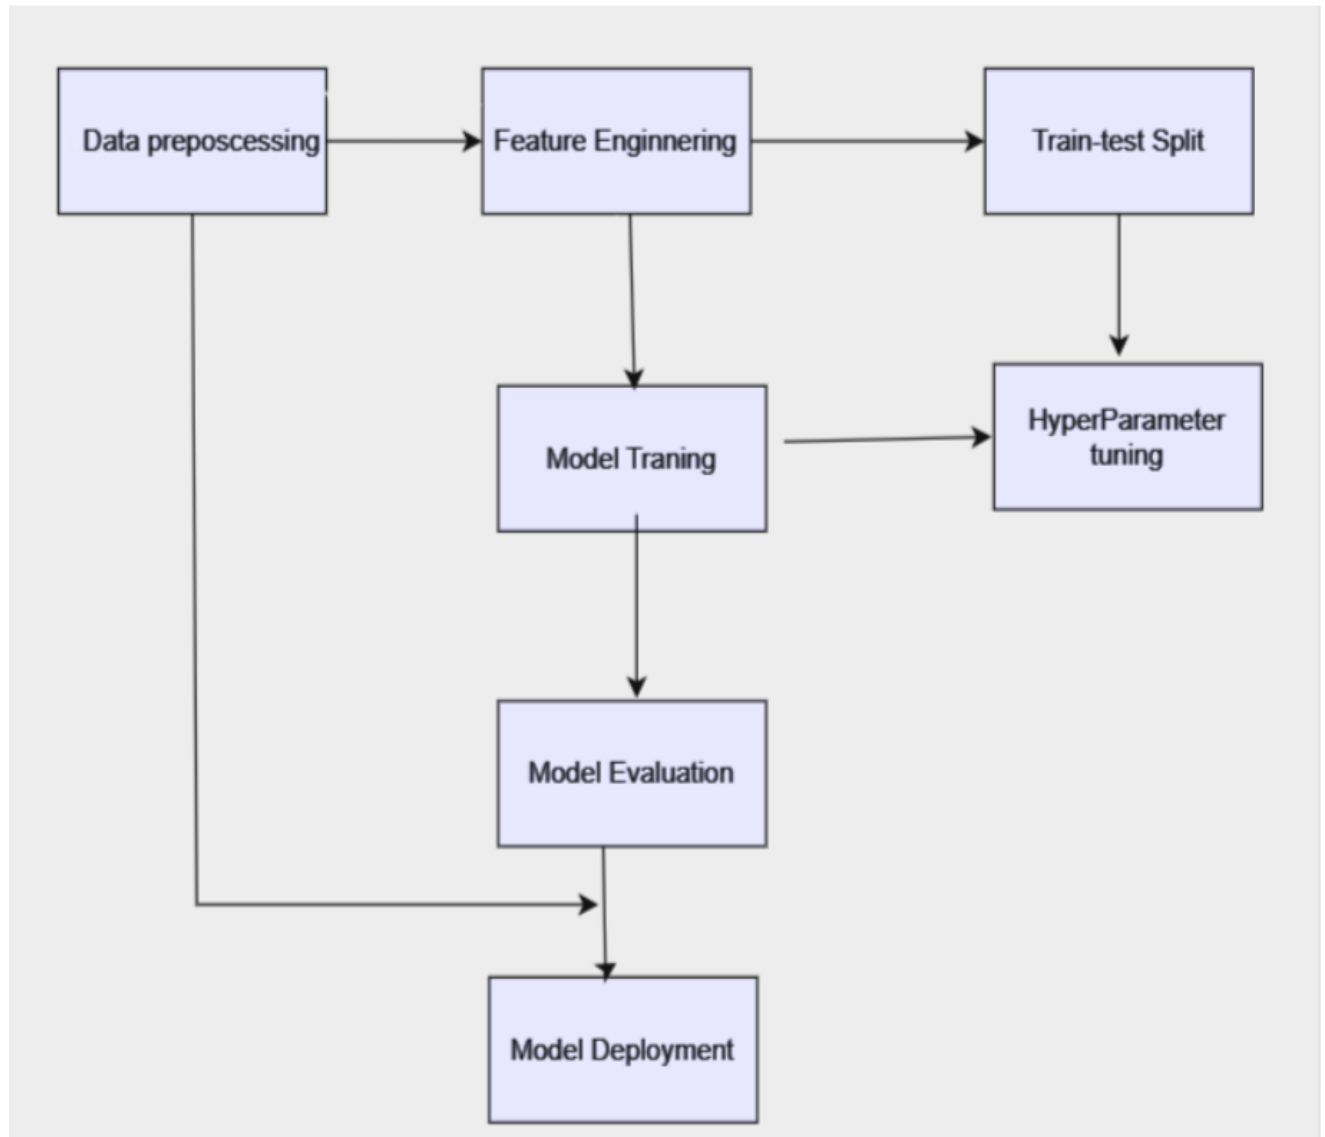 Data preposcessing
Feature Enginnering
Train-test Split
Model Traning
HyperParameter
tuning
Model Evaluation
Model Deployment